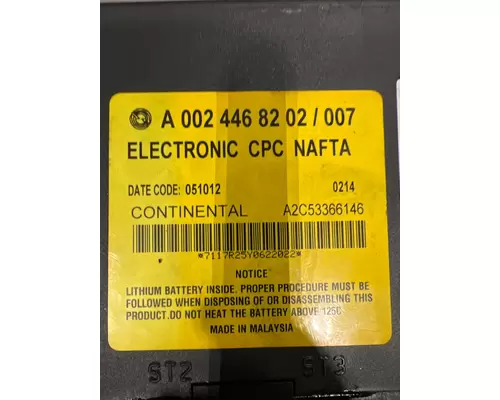 A 002 446 82 02 / 007
ELECTRONIC CPC NAFTA
DATE CODE: 051012 0214
CONTINENTAL A2C53366146
*7117R25Y0622022*
NOTICE
LITHIUM BATTERY INSIDE. PROPER PROCEDURE MUST BE
FOLLOWED WHEN DISPOSING OF OR DISASSEMBLING THIS
PRODUCT.DO NOT HEAT THE BATTERY ABOVE 125C
MADE IN MALAYSIA
ST2 ST3